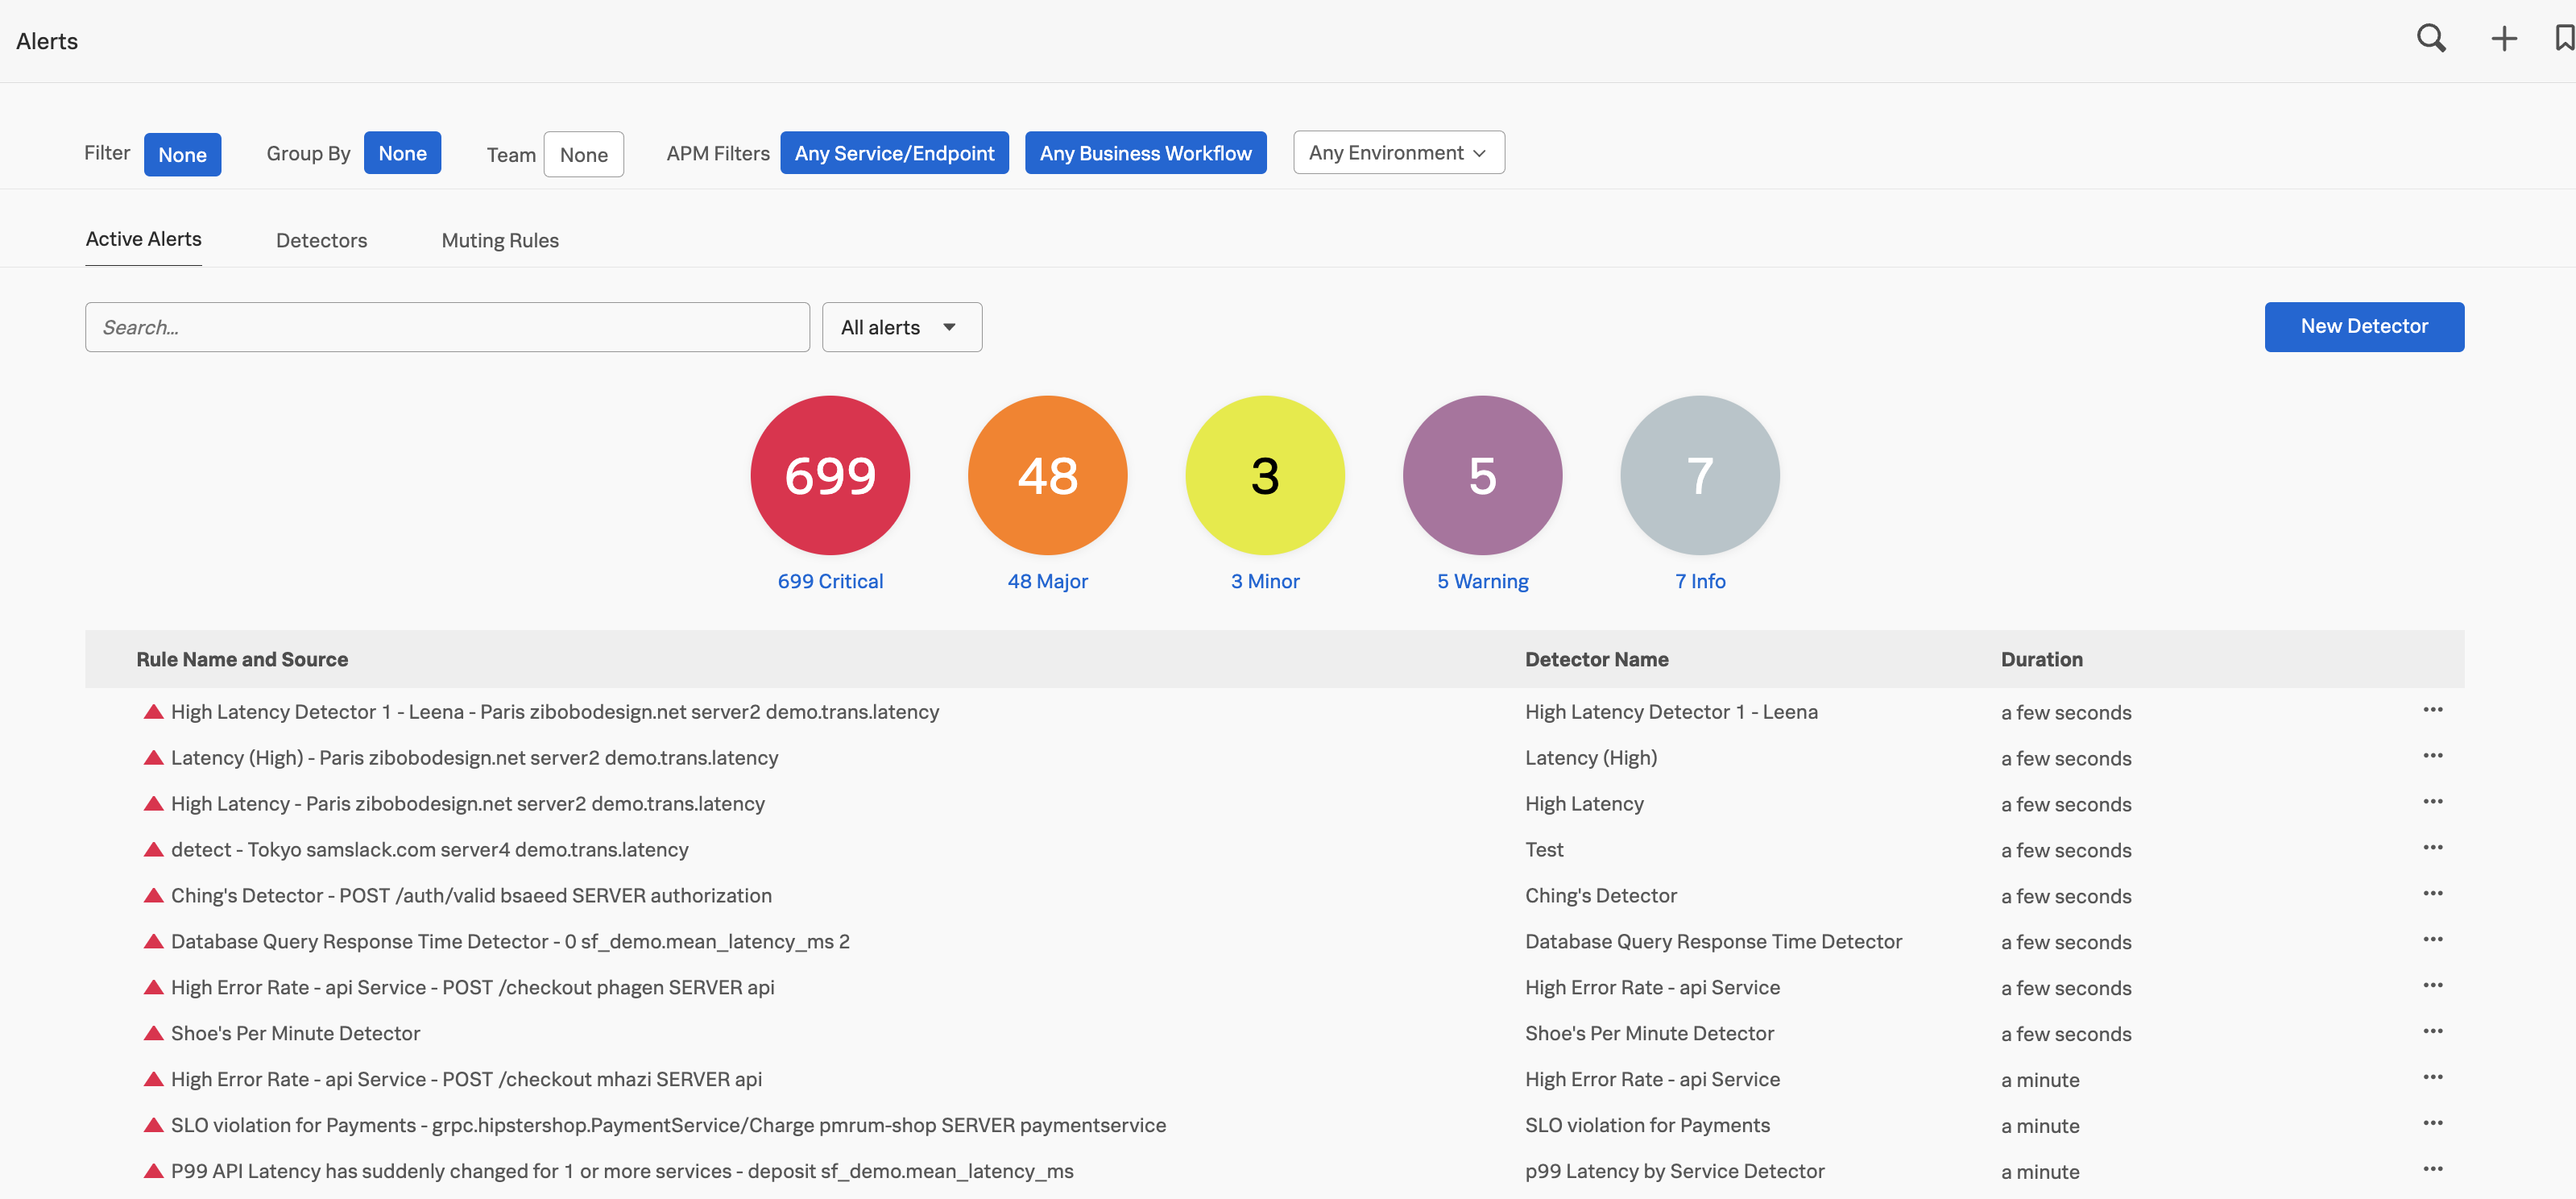 Alerts
Filter None Group By None Team None APM Filters Any Service/Endpoint Any Business Workflow Any Environment
Active Alerts Detectors Muting Rules
Search... All alerts New Detector
699 48 3 5 7
699 Critical 48 Major 3 Minor 5 Warning 7 Info
Rule Name and Source Detector Name Duration
High Latency Detector 1 - Leena - Paris zibobodesign.net server2 demo.trans.latency High Latency Detector 1 - Leena a few seconds
Latency (High) - Paris zibobodesign.net server2 demo.trans.latency Latency (High) a few seconds
High Latency - Paris zibobodesign.net server2 demo.trans.latency High Latency a few seconds
detect - Tokyo samslack.com server4 demo.trans.latency Test a few seconds
Ching's Detector - POST /auth/valid bsaeed SERVER authorization Ching's Detector a few seconds
Database Query Response Time Detector - 0 sf_demo.mean_latency_ms 2 Database Query Response Time Detector a few seconds
High Error Rate - api Service - POST /checkout phagen SERVER api High Error Rate - api Service a few seconds
Shoe's Per Minute Detector Shoe's Per Minute Detector a few seconds
High Error Rate - api Service - POST /checkout mhazi SERVER api High Error Rate - api Service a minute
SLO violation for Payments - grpc.hipstershop.PaymentService/Charge pmrum-shop SERVER paymentservice SLO violation for Payments a minute
P99 API Latency has suddenly changed for 1 or more services - deposit sf_demo.mean_latency_ms p99 Latency by Service Detector a minute